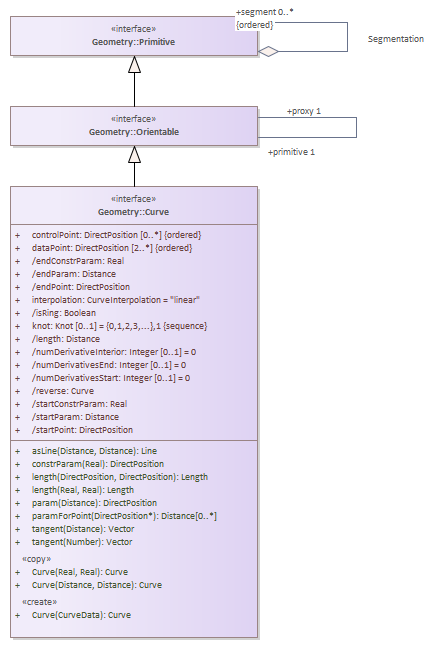 +segment 0..*
{ordered}
«interface»
Geometry::Primitive
Segmentation
«interface»
Geometry::Orientable
+proxy 1
+primitive 1
«interface»
Geometry::Curve
+ controlPoint: DirectPosition [0..*] {ordered}
+ dataPoint: DirectPosition [2..*] {ordered}
+ /endConstrParam: Real
+ /endParam: Distance
+ /endPoint: DirectPosition
+ interpolation: CurveInterpolation = "linear"
+ /isRing: Boolean
+ knot: Knot [0..1] = {0,1,2,3,...},1 {sequence}
+ /length: Distance
+ /numDerivativeInterior: Integer [0..1] = 0
+ /numDerivativesEnd: Integer [0..1] = 0
+ /numDerivativesStart: Integer [0..1] = 0
+ /reverse: Curve
+ /startConstrParam: Real
+ /startParam: Distance
+ /startPoint: DirectPosition
+ asLine(Distance, Distance): Line
+ constrParam(Real): DirectPosition
+ length(DirectPosition, DirectPosition): Length
+ length(Real, Real): Length
+ param(Distance): DirectPosition
+ paramForPoint(DirectPosition*): Distance[0..*]
+ tangent(Distance): Vector
+ tangent(Number): Vector
«copy»
+ Curve(Real, Real): Curve
+ Curve(Distance, Distance): Curve
«create»
+ Curve(CurveData): Curve